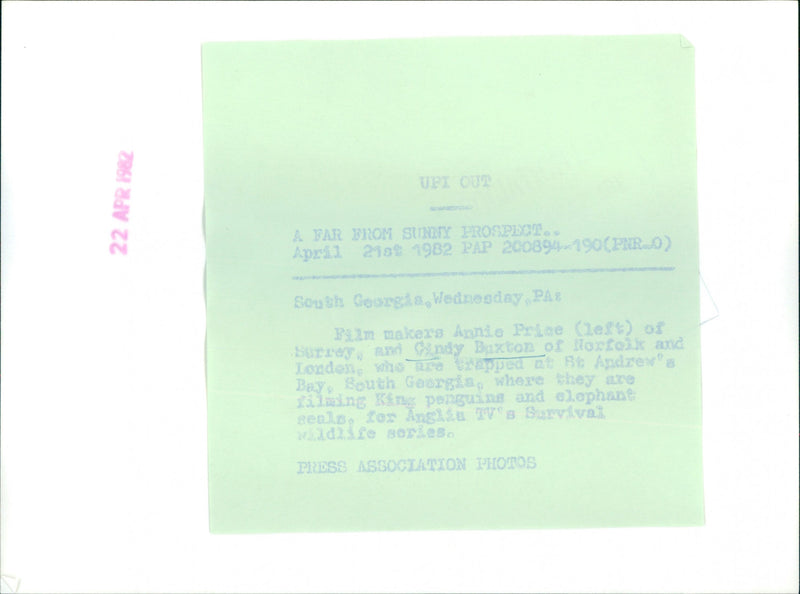 22 APR 1982
UPI OUT
A FAR FROM SUNNY PROSPECT..
April 21st 1982 PAP 200894-190(PNR-0)
South Georgia, Wednesday, PA:
Film makers Annie Price (left) of
Surrey, and Cindy Buxton of Norfolk and
London, who are trapped at St Andrew's
Bay, South Georgia, where they are
filming King penguins and elephant
seals, for Anglia TV's Survival
wildlife series.
PRESS ASSOCIATION PHOTOS